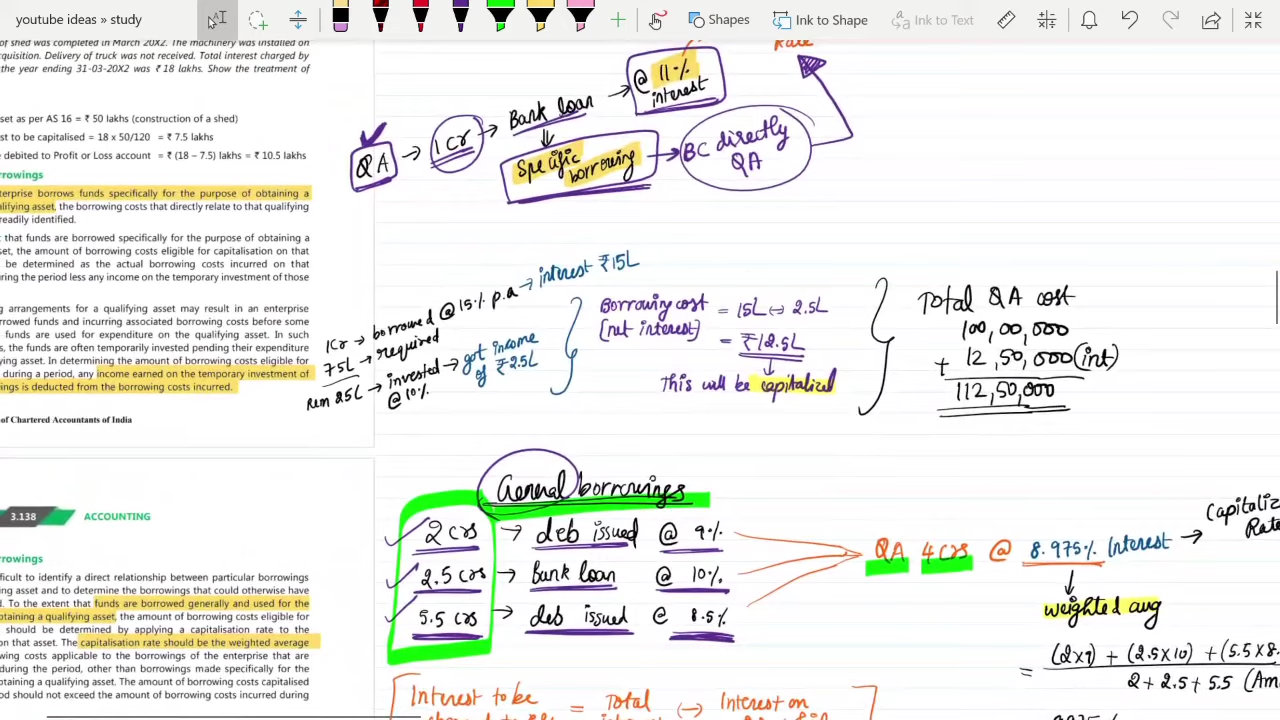 youtube ideas » study
Shapes
Ink to Shape
Ink to Text
of shed was completed in March 20X2. The machinery was installed on
cquisition. Delivery of truck was not received. Total interest charged by
the year ending 31-03-20X2 was ₹ 18 lakhs. Show the treatment of
set as per AS 16 = ₹ 50 lakhs (construction of a shed)
st to be capitalised = 18 x 50/120 = ₹ 7.5 lakhs
e debited to Profit or Loss account = ₹ (18 – 7.5) lakhs = ₹ 10.5 lakhs
rrowings
terprise borrows funds specifically for the purpose of obtaining a
alifying asset, the borrowing costs that directly relate to that qualifying
readily identified.
t that funds are borrowed specifically for the purpose of obtaining a
set, the amount of borrowing costs eligible for capitalisation on that
be determined as the actual borrowing costs incurred on that
uring the period less any income on the temporary investment of those
ng arrangements for a qualifying asset may result in an enterprise
rrowed funds and incurring associated borrowing costs before some
funds are used for expenditure on the qualifying asset. In such
s, the funds are often temporarily invested pending their expenditure
fying asset. In determining the amount of borrowing costs eligible for
during a period, any income earned on the temporary investment of
wings is deducted from the borrowing costs incurred.
of Chartered Accountants of India
3.138 ACCOUNTING
rrowings
ficult to identify a direct relationship between particular borrowings
ing asset and to determine the borrowings that could otherwise have
d. To the extent that funds are borrowed generally and used for the
btaining a qualifying asset, the amount of borrowing costs eligible for
should be determined by applying a capitalisation rate to the
on that asset. The capitalisation rate should be the weighted average
wing costs applicable to the borrowings of the enterprise that are
during the period, other than borrowings made specifically for the
btaining a qualifying asset. The amount of borrowing costs capitalised
od should not exceed the amount of borrowing costs incurred during
Rate
QA → 1 Cr → Bank loan → @ 11% interest
Specific borrowing → BC directly QA
1Cr → borrowed @ 15% p.a → interest ₹15L
75L → required
Rem 25L → invested @ 10% → got income of ₹2.5L
Borrowing cost [net interest] = 15L (-) 2.5L
= ₹12.5L
this will be capitalized
Total QA cost
100,00,000
+ 12,50,000 (int)
112,50,000
General borrowings
2 crs → deb issued @ 9%
2.5 crs → Bank loan @ 10%
5.5 crs → deb issued @ 8.5%
QA 4 crs @ 8.975% Interest →
Capitaliz
Rate
weighted avg
= (2x9) + (2.5x10) + (5.5x8.
2 + 2.5 + 5.5 (Am
Interest to be = Total (-) Interest on